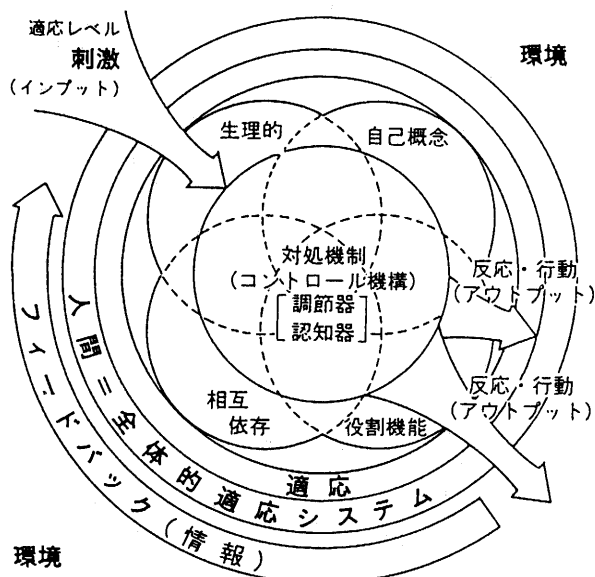 適応レベル
刺激
(インプット)
環境
生理的
自己概念
対処機制
(コントロール機構)
調節器
認知器
反応・行動
(アウトプット)
反応・行動
(アウトプット)
相互
依存
役割機能
適応
人間=全体的適応システム
フィードバック(情報)
環境